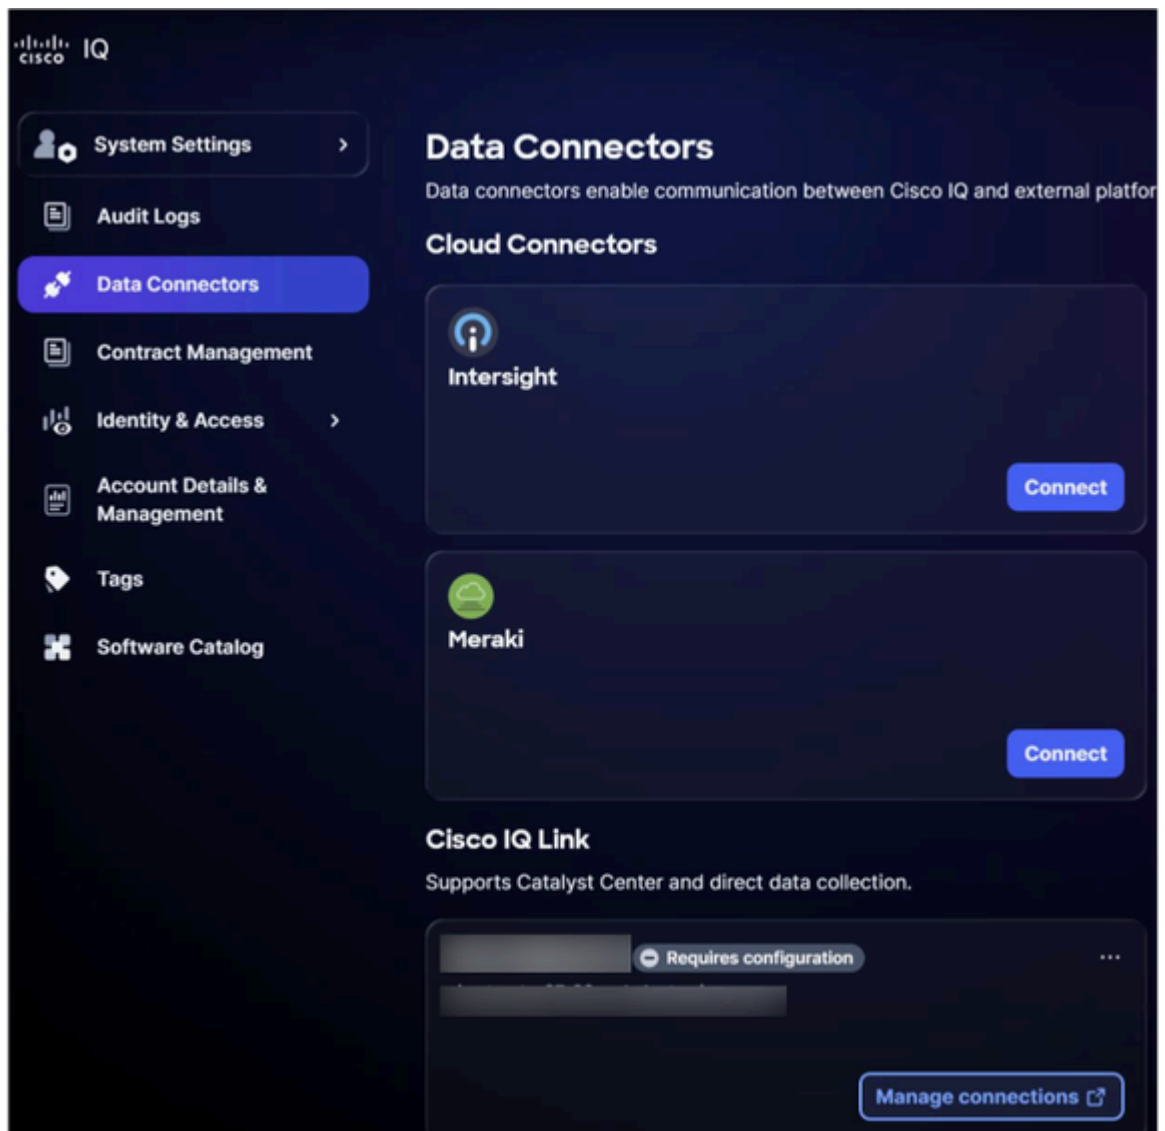 cisco IQ
System Settings
Audit Logs
Data Connectors
Contract Management
Identity & Access
Account Details &
Management
Tags
Software Catalog
Data Connectors
Data connectors enable communication between Cisco IQ and external platfor
Cloud Connectors
Intersight
Connect
Meraki
Connect
Cisco IQ Link
Supports Catalyst Center and direct data collection.
Requires configuration
Manage connections